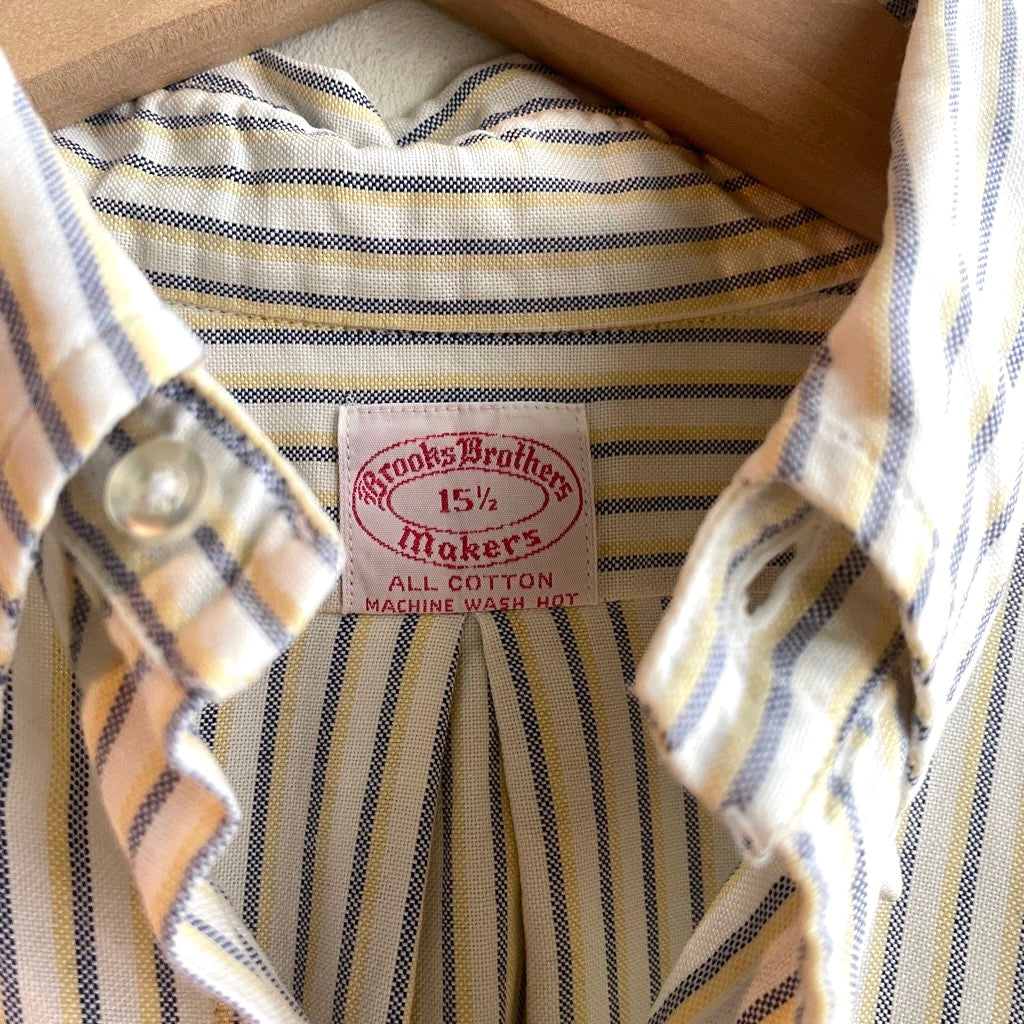 Brooks Brothers
15½
Makers
ALL COTTON
MACHINE WASH HOT